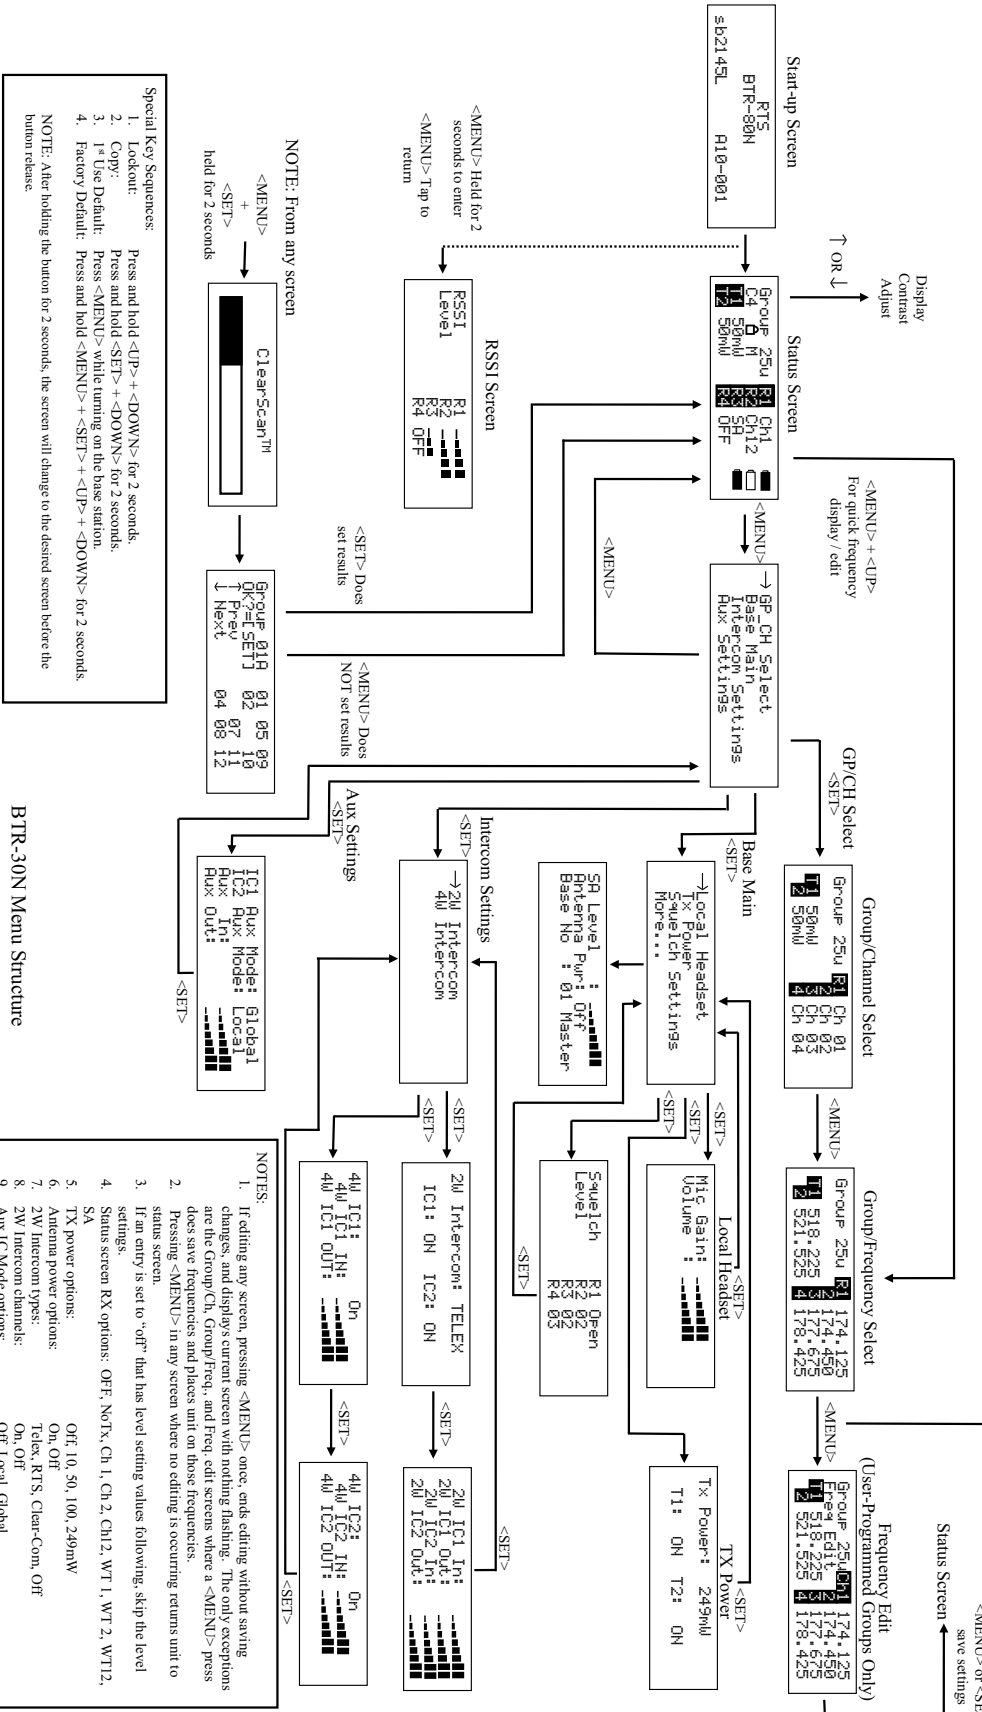 Start-up Screen
RTS
BTR-80N
sb2145L A10-001
↑ OR ↓
Display
Contrast
Adjust
Status Screen
Group 25u R1 Ch1
C4 M R2 Ch12
T1 50mW R3 SA
T2 50mW R4 OFF
<MENU> + <UP>
For quick frequency
display / edit
<MENU>
<MENU>
→GP_CH Select
Base Main
Intercom Settings
Aux Settings
GP/CH Select
<SET>
Group/Channel Select
Group 25u R1 Ch 01
2 Ch 02
T1 50mW 3 Ch 03
2 50mW 4 Ch 04
<MENU>
Group/Frequency Select
Group 25u R1 174.125
2 174.450
T1 518.225 3 177.675
2 521.525 4 178.425
<MENU>
Frequency Edit
(User-Programmed Groups Only)
Group 25uCh1 174.125
Freq Edit 2 174.450
T1 518.225 3 177.675
2 521.525 4 178.425
Status Screen
save settings
<MENU> Held for 2
seconds to enter
<MENU> Tap to
return
RSSI Screen
RSSI R1
Level R2
R3
R4 OFF
Base Main
<SET>
→Local Headset
Tx Power
Squelch Settings
More...
<SET>
<SET>
<SET>
Local Headset
Mic Gain:
Volume :
<SET>
TX Power
Tx Power: 249mW
T1: ON T2: ON
<SET>
SA Level :
Antenna Pwr: Off
Base No : 01 Master
Squelch R1 Open
Level R2 02
R3 02
R4 03
<SET>
Intercom Settings
<SET>
→2W Intercom
4W Intercom
<SET>
<SET>
2W Intercom: TELEX
IC1: ON IC2: ON
<SET>
2W IC1 In:
2W IC1 Out:
2W IC2 In:
2W IC2 Out:
<SET>
4W IC1: On
4W IC1 IN:
4W IC1 OUT:
<SET>
4W IC2: On
4W IC2 IN:
4W IC2 OUT:
<SET>
Aux Settings
<SET>
IC1 Aux Mode: Global
IC2 Aux Mode: Local
Aux In:
Aux Out:
<SET>
NOTE: From any screen
<MENU>
+
<SET>
held for 2 seconds
ClearScan™
Group 01A 01 05 09
OK?=[SET] 02 10
↑ Prev 07 11
↓ Next 04 08 12
<SET> Does
set results
<MENU> Does
NOT set results
Special Key Sequences:
1. Lockout: Press and hold <UP> + <DOWN> for 2 seconds.
2. Copy: Press and hold <SET> + <DOWN> for 2 seconds.
3. 1st Use Default: Press <MENU> while turning on the base station.
4. Factory Default: Press and hold <MENU> + <SET> + <UP> + <DOWN> for 2 seconds.
NOTE: After holding the button for 2 seconds, the screen will change to the desired screen before the
button release.
BTR-30N Menu Structure
NOTES:
1. If editing any screen, pressing <MENU> once, ends editing without saving
changes, and displays current screen with nothing flashing. The only exceptions
are the Group/Ch, Group/Freq., and Freq. edit screens where a <MENU> press
does save frequencies and places unit on those frequencies.
2. Pressing <MENU> in any screen where no editing is occurring returns unit to
status screen.
3. If an entry is set to “off” that has level setting values following, skip the level
settings.
4. Status screen RX options: OFF, NoTx, Ch 1, Ch 2, Ch12, WT 1, WT 2, WT12,
SA
5. TX power options: Off, 10, 50, 100, 249mW
6. Antenna power options: On, Off
7. 2W Intercom types: Telex, RTS, Clear-Com, Off
8. 2W Intercom channels: On, Off
9. Aux IC Mode options: Off, Local, Global